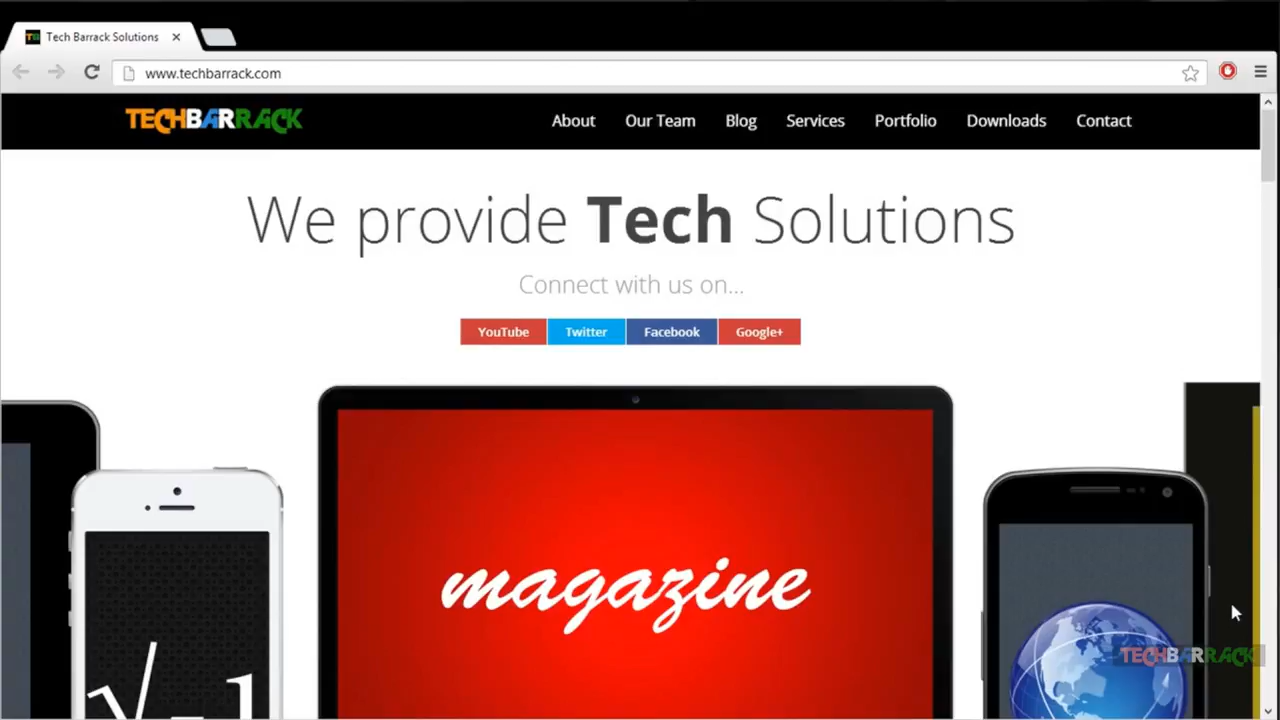 Tech Barrack Solutions
www.techbarrack.com
TECHBARRACK
About Our Team Blog Services Portfolio Downloads Contact
We provide Tech Solutions
Connect with us on...
YouTube Twitter Facebook Google+
magazine
√-1
TECHBARRACK